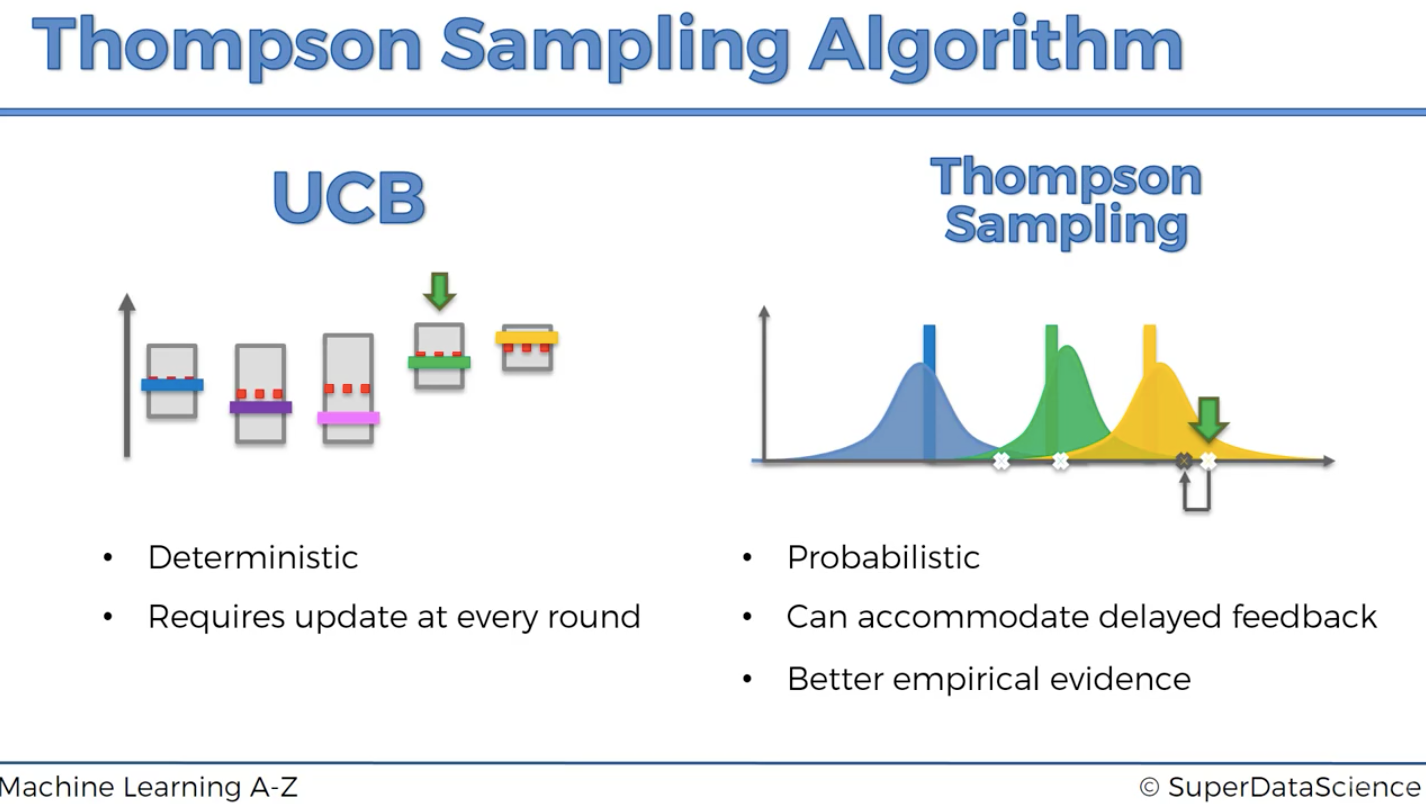 Thompson Sampling Algorithm
UCB
• Deterministic
• Requires update at every round
Thompson
Sampling
• Probabilistic
• Can accommodate delayed feedback
• Better empirical evidence
Machine Learning A-Z
© SuperDataScience